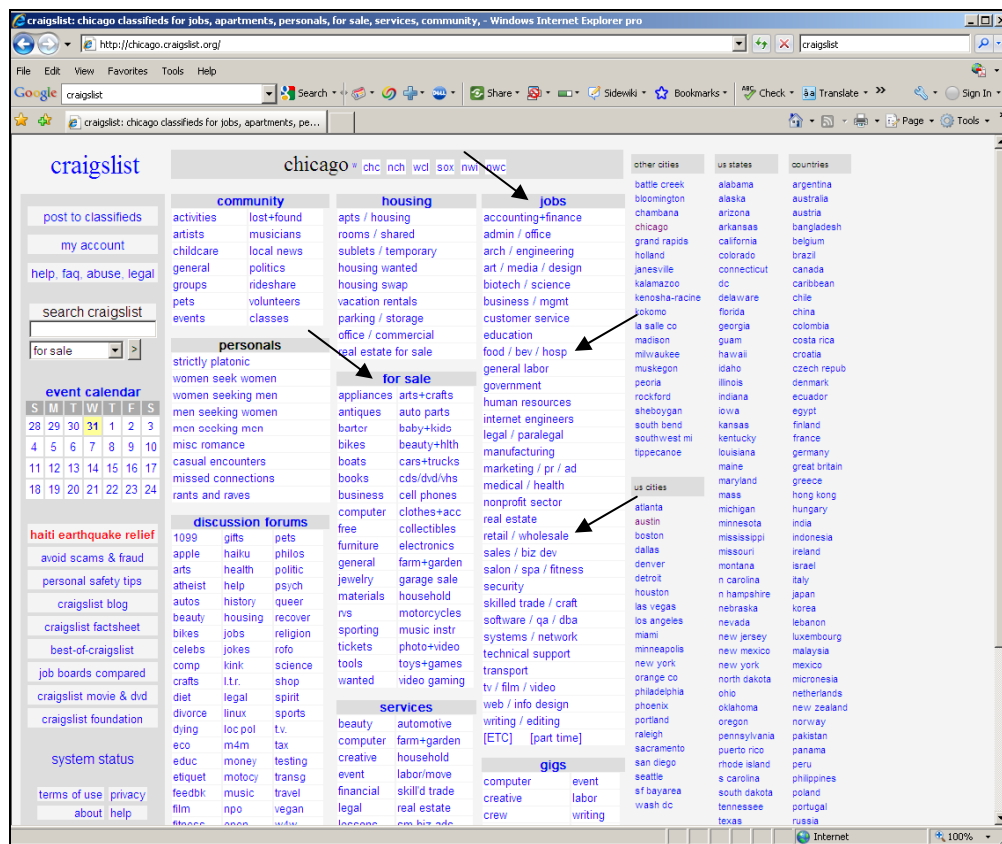 craigslist: chicago classifieds for jobs, apartments, personals, for sale, services, community, - Windows Internet Explorer pro
http://chicago.craigslist.org/
craigslist
File Edit View Favorites Tools Help
Google craigslist Search Share Sidewiki Bookmarks ABC Check Translate Sign In
craigslist: chicago classifieds for jobs, apartments, pe... Page Tools
craigslist
post to classifieds
my account
help, faq, abuse, legal
search craigslist
for sale >
event calendar
S M T W T F S
28 29 30 31 1 2 3
4 5 6 7 8 9 10
11 12 13 14 15 16 17
18 19 20 21 22 23 24
haiti earthquake relief
avoid scams & fraud
personal safety tips
craigslist blog
craigslist factsheet
best-of-craigslist
job boards compared
craigslist movie & dvd
craigslist foundation
system status
terms of use privacy
about help
chicago w chc nch wcl sox nwi nwc
community
activities lost+found
artists musicians
childcare local news
general politics
groups rideshare
pets volunteers
events classes
personals
strictly platonic
women seek women
women seeking men
men seeking women
men seeking men
misc romance
casual encounters
missed connections
rants and raves
discussion forums
1099 gifts pets
apple haiku philos
arts health politic
atheist help psych
autos history queer
beauty housing recover
bikes jobs religion
celebs jokes rofo
comp kink science
crafts l.t.r. shop
diet legal spirit
divorce linux sports
dying loc pol t.v.
eco m4m tax
educ money testing
etiquet motocy transg
feedbk music travel
film npo vegan
fitness open w4w
housing
apts / housing
rooms / shared
sublets / temporary
housing wanted
housing swap
vacation rentals
parking / storage
office / commercial
real estate for sale
for sale
appliances arts+crafts
antiques auto parts
barter baby+kids
bikes beauty+hlth
boats cars+trucks
books cds/dvd/vhs
business cell phones
computer clothes+acc
free collectibles
furniture electronics
general farm+garden
jewelry garage sale
materials household
rvs motorcycles
sporting music instr
tickets photo+video
tools toys+games
wanted video gaming
services
beauty automotive
computer farm+garden
creative household
event labor/move
financial skill'd trade
legal real estate
lessons sm biz ads
jobs
accounting+finance
admin / office
arch / engineering
art / media / design
biotech / science
business / mgmt
customer service
education
food / bev / hosp
general labor
government
human resources
internet engineers
legal / paralegal
manufacturing
marketing / pr / ad
medical / health
nonprofit sector
real estate
retail / wholesale
sales / biz dev
salon / spa / fitness
security
skilled trade / craft
software / qa / dba
systems / network
technical support
transport
tv / film / video
web / info design
writing / editing
[ETC] [part time]
gigs
computer event
creative labor
crew writing
other cities
battle creek
bloomington
chambana
chicago
grand rapids
holland
janesville
kalamazoo
kenosha-racine
kokomo
la salle co
madison
milwaukee
muskegon
peoria
rockford
sheboygan
south bend
southwest mi
tippecanoe
us cities
atlanta
austin
boston
dallas
denver
detroit
houston
las vegas
los angeles
miami
minneapolis
new york
orange co
philadelphia
phoenix
portland
raleigh
sacramento
san diego
seattle
sf bayarea
wash dc
us states
alabama
alaska
arizona
arkansas
california
colorado
connecticut
dc
delaware
florida
georgia
guam
hawaii
idaho
illinois
indiana
iowa
kansas
kentucky
louisiana
maine
maryland
mass
michigan
minnesota
mississippi
missouri
montana
n carolina
n hampshire
nebraska
nevada
new jersey
new mexico
new york
north dakota
ohio
oklahoma
oregon
pennsylvania
puerto rico
rhode island
s carolina
south dakota
tennessee
texas
countries
argentina
australia
austria
bangladesh
belgium
brazil
canada
caribbean
chile
china
colombia
costa rica
croatia
czech repub
denmark
ecuador
egypt
finland
france
germany
great britain
greece
hong kong
hungary
india
indonesia
ireland
israel
italy
japan
korea
lebanon
luxembourg
malaysia
mexico
micronesia
netherlands
new zealand
norway
pakistan
panama
peru
philippines
poland
portugal
russia
Internet 100%